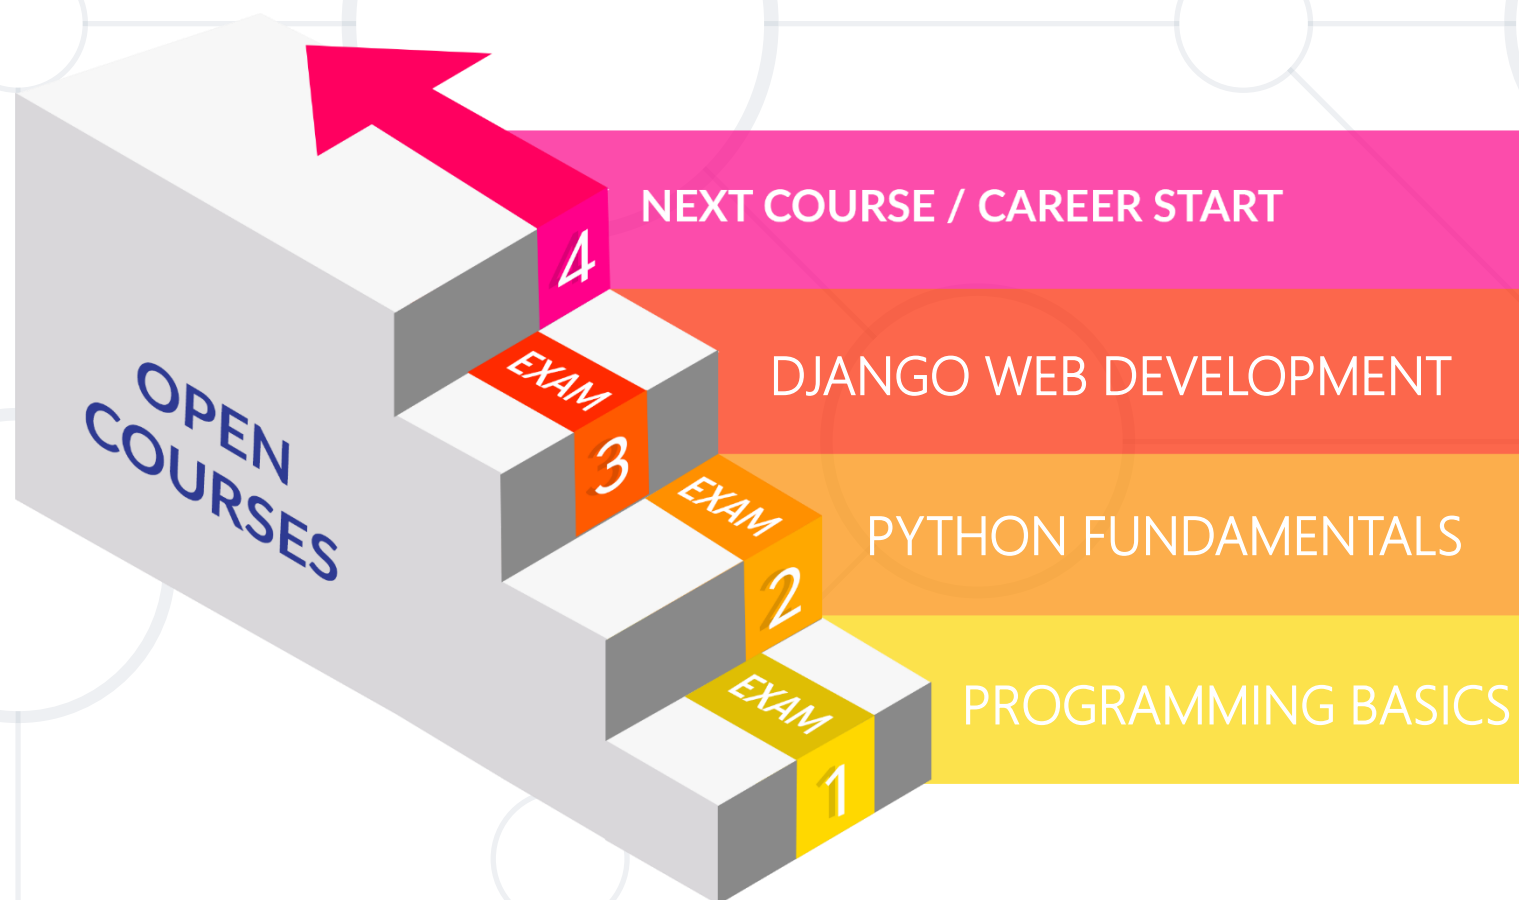 NEXT COURSE / CAREER START
4
DJANGO WEB DEVELOPMENT
EXAM
3
PYTHON FUNDAMENTALS
EXAM
2
PROGRAMMING BASICS
EXAM
1
OPEN
COURSES